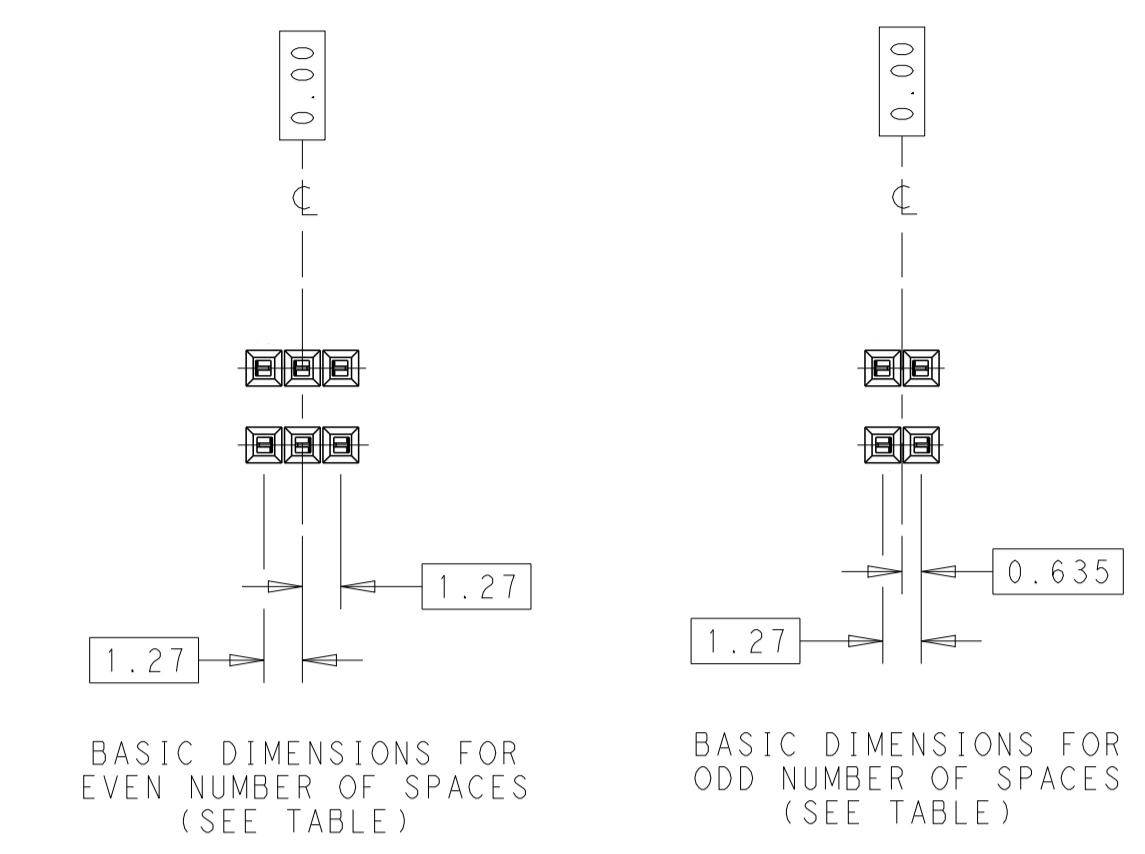 0.00
0.00
℄
℄
1.27
0.635
1.27
1.27
BASIC DIMENSIONS FOR
EVEN NUMBER OF SPACES
(SEE TABLE)
BASIC DIMENSIONS FOR
ODD NUMBER OF SPACES
(SEE TABLE)